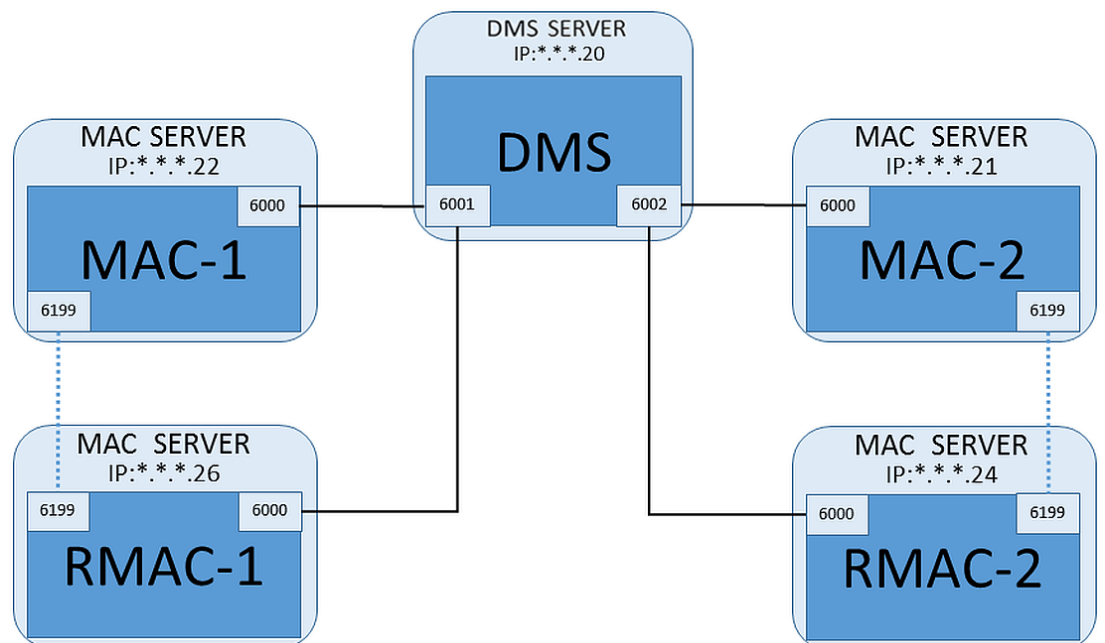 DMS SERVER
IP:*.*.*.20
DMS
6001
6002
MAC SERVER
IP:*.*.*.22
6000
MAC-1
6199
MAC SERVER
IP:*.*.*.21
6000
MAC-2
6199
MAC SERVER
IP:*.*.*.26
6199
6000
RMAC-1
MAC SERVER
IP:*.*.*.24
6000
6199
RMAC-2